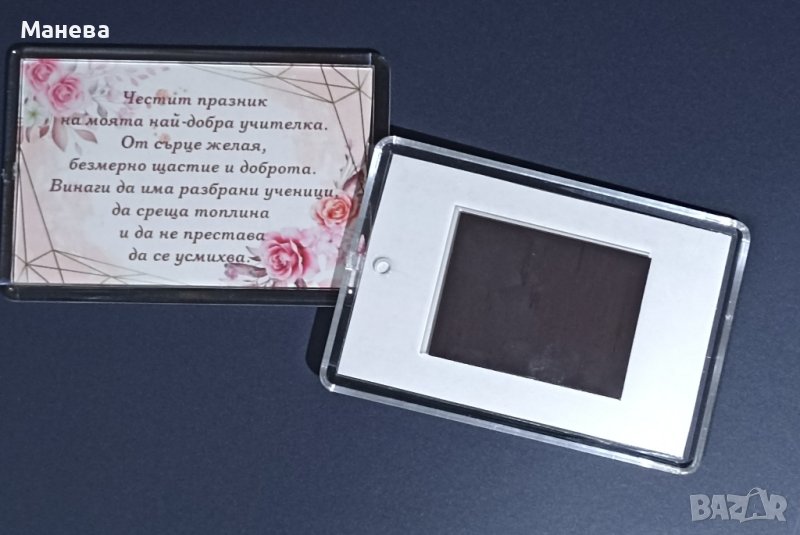 Манева
Честит празник
на моята най-добра учителка.
От сърце желая,
безмерно щастие и доброта.
Винаги да има разбрани ученици,
да среща топлина
и да не престава
да се усмихва.
BAZAR